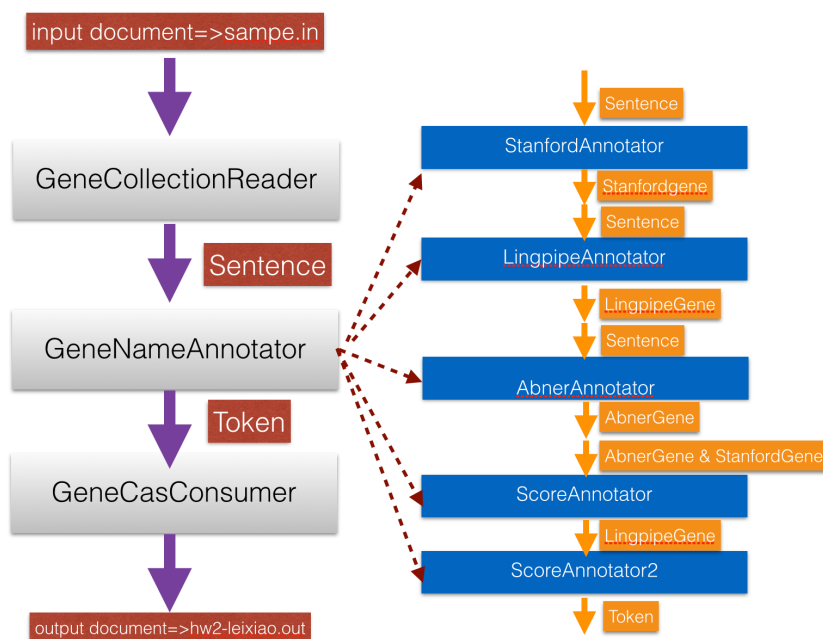 input document=>sampe.in
GeneCollectionReader
Sentence
GeneNameAnnotator
Token
GeneCasConsumer
output document=>hw2-leixiao.out
Sentence
StanfordAnnotator
Stanfordgene
Sentence
LingpipeAnnotator
LingpipeGene
Sentence
AbnerAnnotator
AbnerGene
AbnerGene & StanfordGene
ScoreAnnotator
LingpipeGene
ScoreAnnotator2
Token